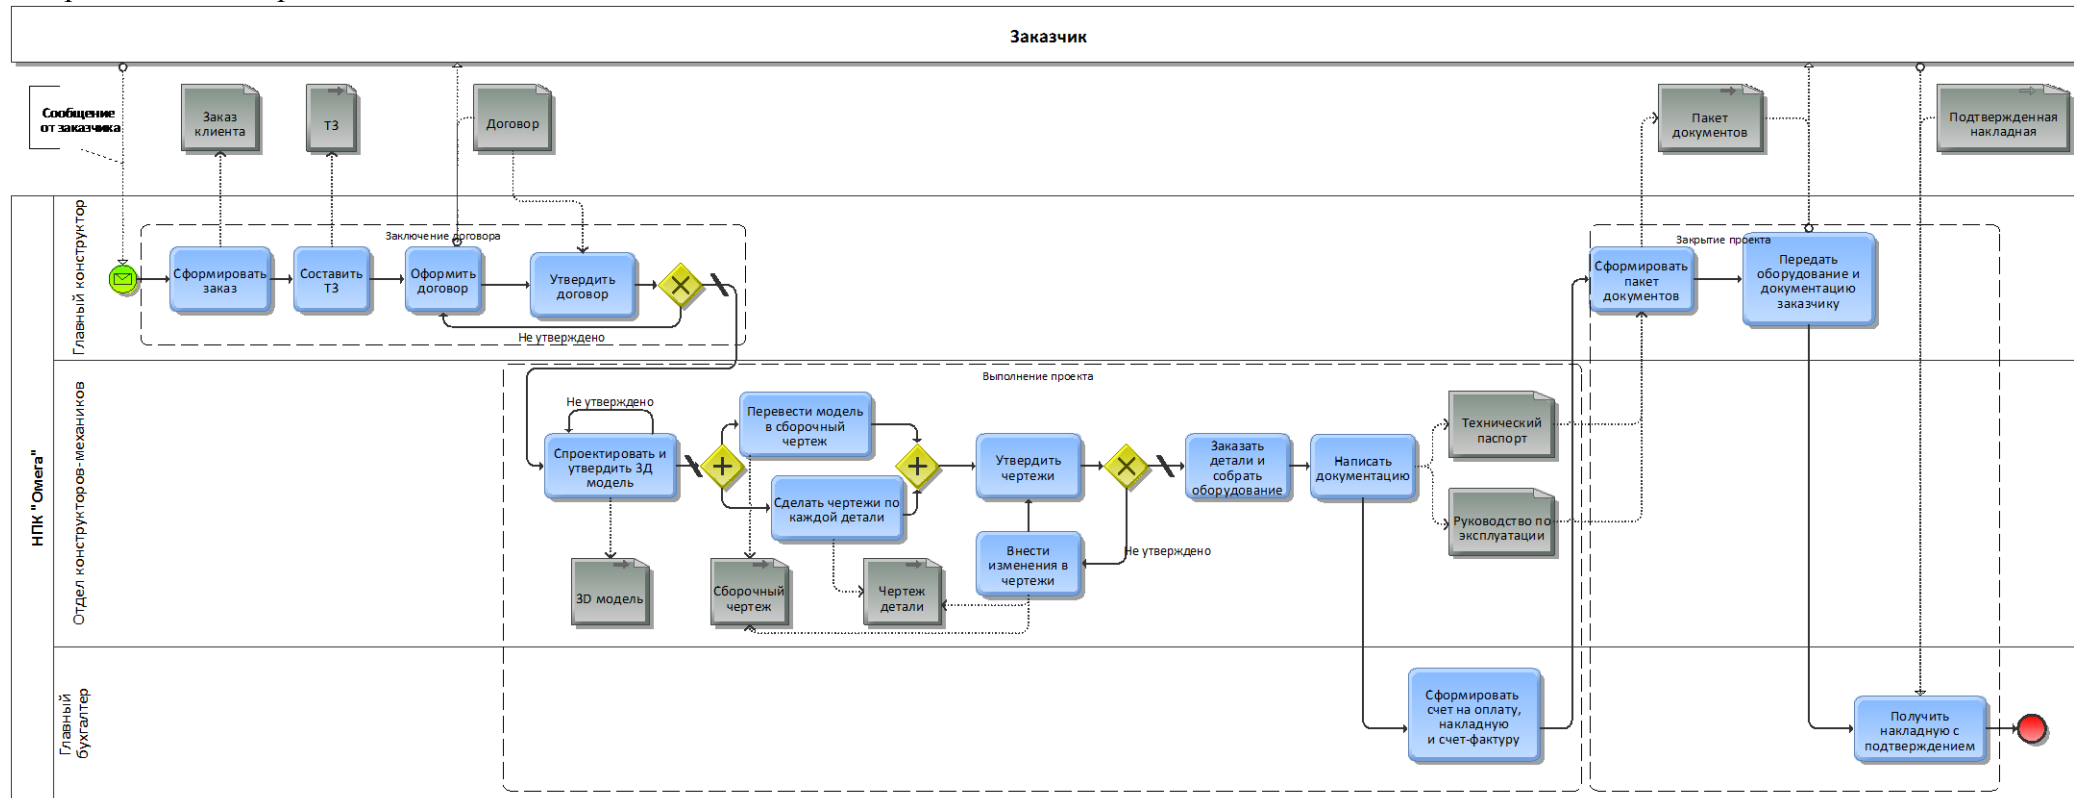 Заказчик
Сообщение
от заказчика
Заказ
клиента
ТЗ
Договор
Пакет
документов
Подтвержденная
накладная
НПК "Омега"
Главный конструктор
Заключение договора
Сформировать
заказ
Составить
ТЗ
Оформить
договор
Утвердить
договор
Не утверждено
Закрытие проекта
Сформировать
пакет
документов
Передать
оборудование и
документацию
заказчику
Отдел конструкторов-механиков
Выполнение проекта
Не утверждено
Спроектировать и
утвердить 3Д
модель
Перевести модель
в сборочный
чертеж
Сделать чертежи по
каждой детали
Утвердить
чертежи
Заказать
детали и
собрать
оборудование
Написать
документацию
Технический
паспорт
Руководство по
эксплуатации
Внести
изменения в
чертежи
Не утверждено
3D модель
Сборочный
чертеж
Чертеж
детали
Главный
бухгалтер
Сформировать
счет на оплату,
накладную
и счет-фактуру
Получить
накладную с
подтверждением